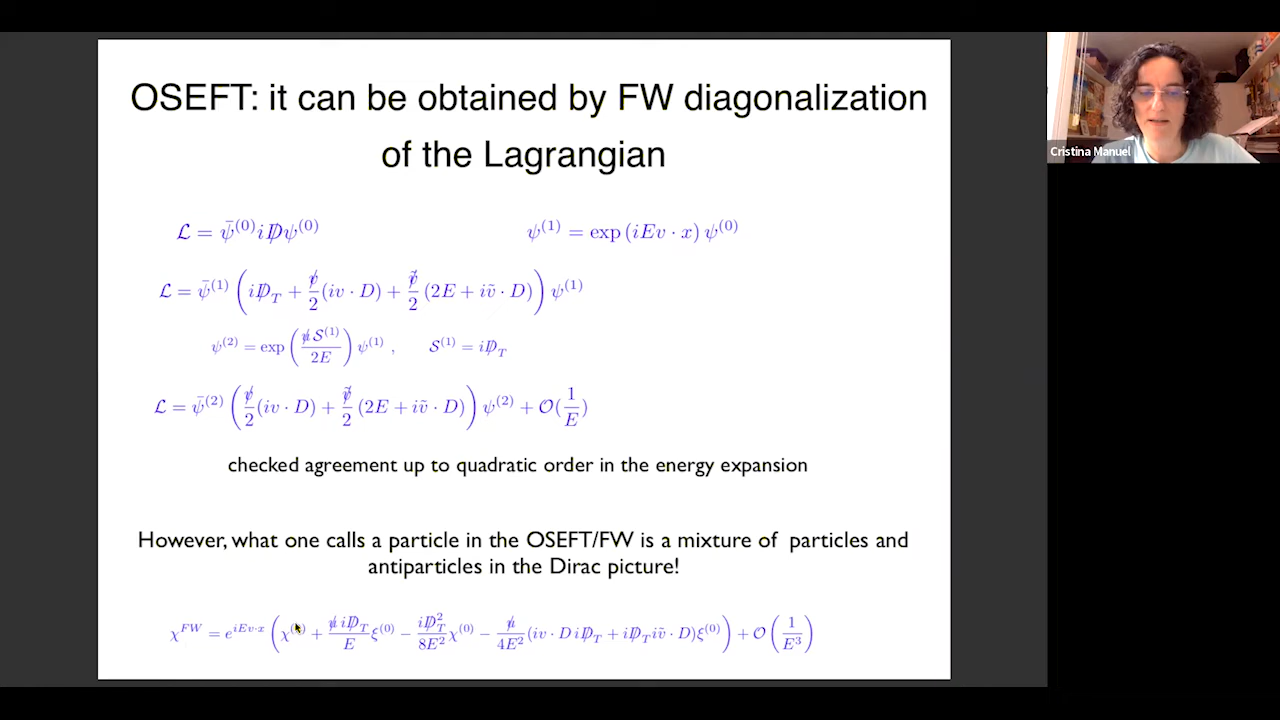 OSEFT: it can be obtained by FW diagonalization
of the Lagrangian
ℒ = ψ̄⁽⁰⁾ iD̸ ψ⁽⁰⁾    ψ⁽¹⁾ = exp (iEv · x) ψ⁽⁰⁾
ℒ = ψ̄⁽¹⁾ ( iD̸_T + v̸/2 (iv · D) + ṽ̸/2 (2E + iṽ · D) ) ψ⁽¹⁾
ψ⁽²⁾ = exp ( u̸ 𝒮⁽¹⁾ / 2E ) ψ⁽¹⁾ ,    𝒮⁽¹⁾ = iD̸_T
ℒ = ψ̄⁽²⁾ ( v̸/2 (iv · D) + ṽ̸/2 (2E + iṽ · D) ) ψ⁽²⁾ + 𝒪(1/E)
checked agreement up to quadratic order in the energy expansion
However, what one calls a particle in the OSEFT/FW is a mixture of particles and
antiparticles in the Dirac picture!
χ^{FW} = e^{iEv·x} ( χ + u̸ iD̸_T / E ξ⁽⁰⁾ − iD̸_T² / 8E² χ⁽⁰⁾ − u̸ / 4E² (iv · D iD̸_T + iD̸_T iṽ · D) ξ⁽⁰⁾ ) + 𝒪 ( 1/E³ )
Cristina Manuel